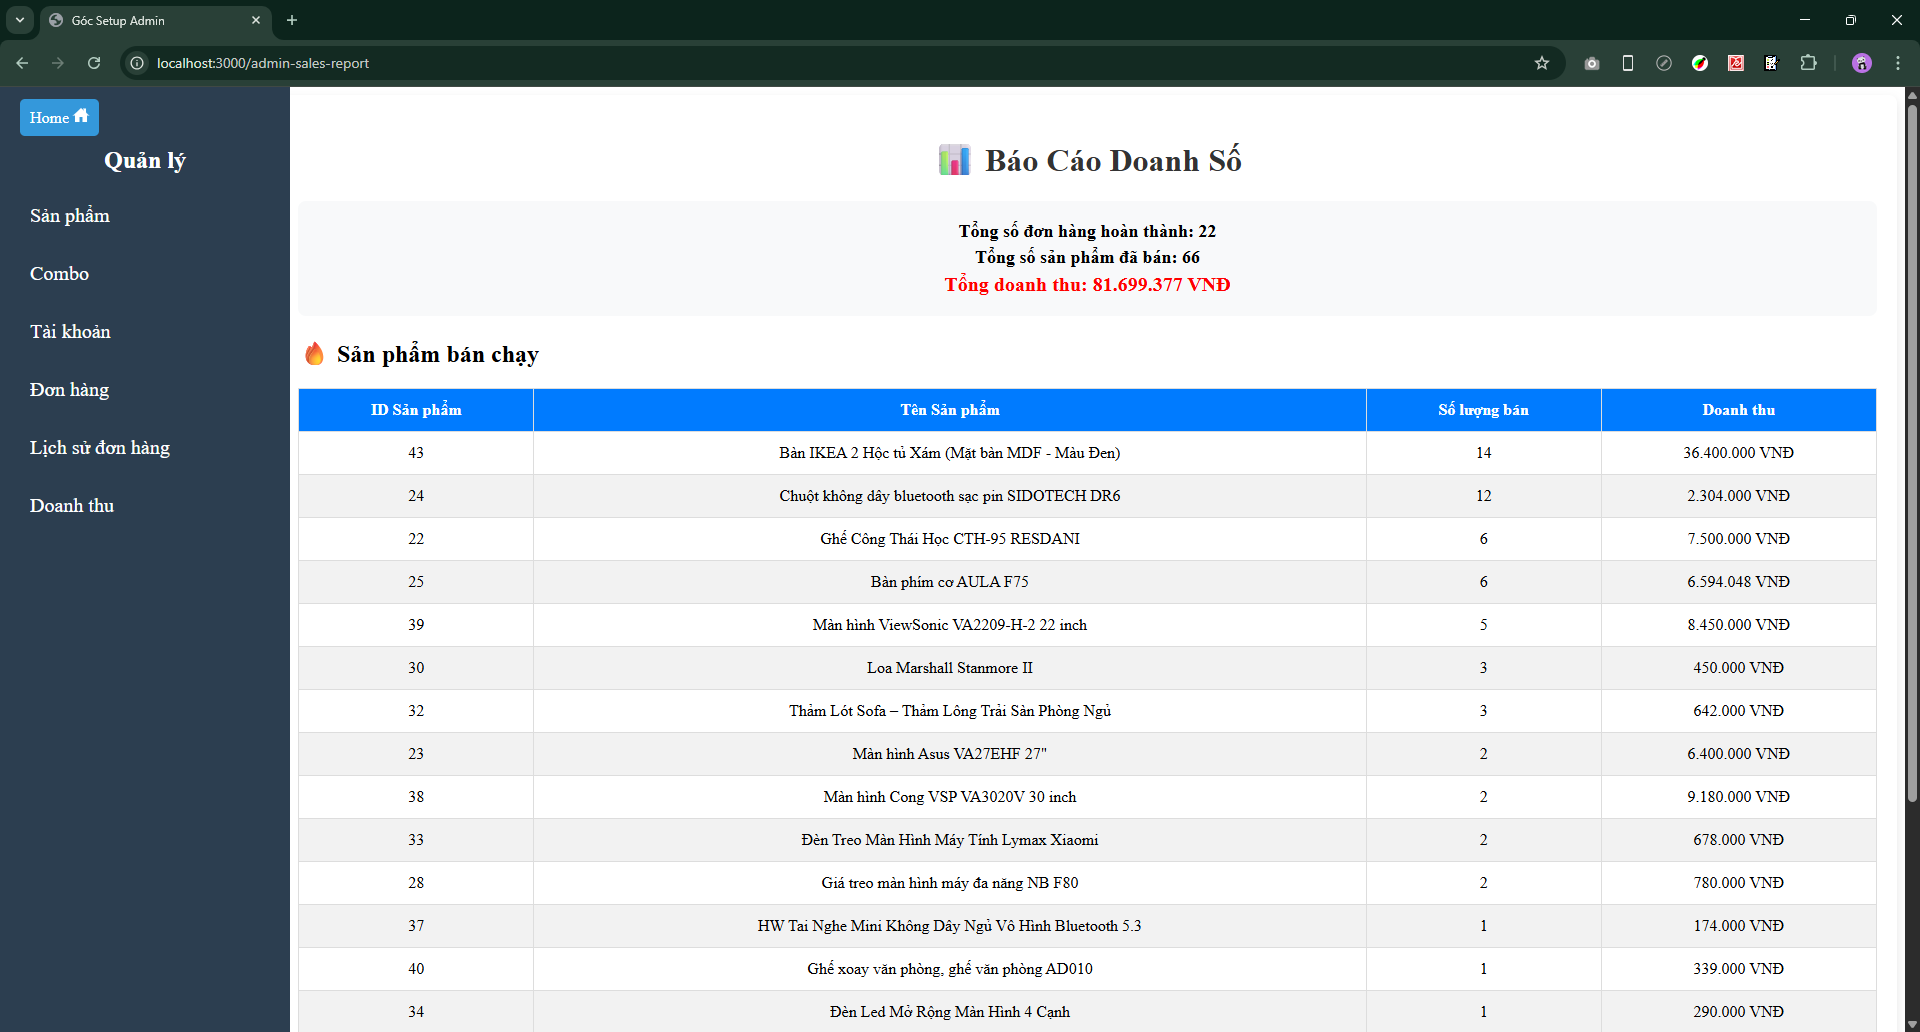 Góc Setup Admin
localhost:3000/admin-sales-report
Home
Quản lý
Sản phẩm
Combo
Tài khoản
Đơn hàng
Lịch sử đơn hàng
Doanh thu
Báo Cáo Doanh Số
Tổng số đơn hàng hoàn thành: 22
Tổng số sản phẩm đã bán: 66
Tổng doanh thu: 81.699.377 VNĐ
Sản phẩm bán chạy
ID Sản phẩm Tên Sản phẩm Số lượng bán Doanh thu
43 Bàn IKEA 2 Hộc tủ Xám (Mặt bàn MDF - Màu Đen) 14 36.400.000 VNĐ
24 Chuột không dây bluetooth sạc pin SIDOTECH DR6 12 2.304.000 VNĐ
22 Ghế Công Thái Học CTH-95 RESDANI 6 7.500.000 VNĐ
25 Bàn phím cơ AULA F75 6 6.594.048 VNĐ
39 Màn hình ViewSonic VA2209-H-2 22 inch 5 8.450.000 VNĐ
30 Loa Marshall Stanmore II 3 450.000 VNĐ
32 Thảm Lót Sofa – Thảm Lông Trải Sàn Phòng Ngủ 3 642.000 VNĐ
23 Màn hình Asus VA27EHF 27" 2 6.400.000 VNĐ
38 Màn hình Cong VSP VA3020V 30 inch 2 9.180.000 VNĐ
33 Đèn Treo Màn Hình Máy Tính Lymax Xiaomi 2 678.000 VNĐ
28 Giá treo màn hình máy đa năng NB F80 2 780.000 VNĐ
37 HW Tai Nghe Mini Không Dây Ngủ Vô Hình Bluetooth 5.3 1 174.000 VNĐ
40 Ghế xoay văn phòng, ghế văn phòng AD010 1 339.000 VNĐ
34 Đèn Led Mở Rộng Màn Hình 4 Cạnh 1 290.000 VNĐ